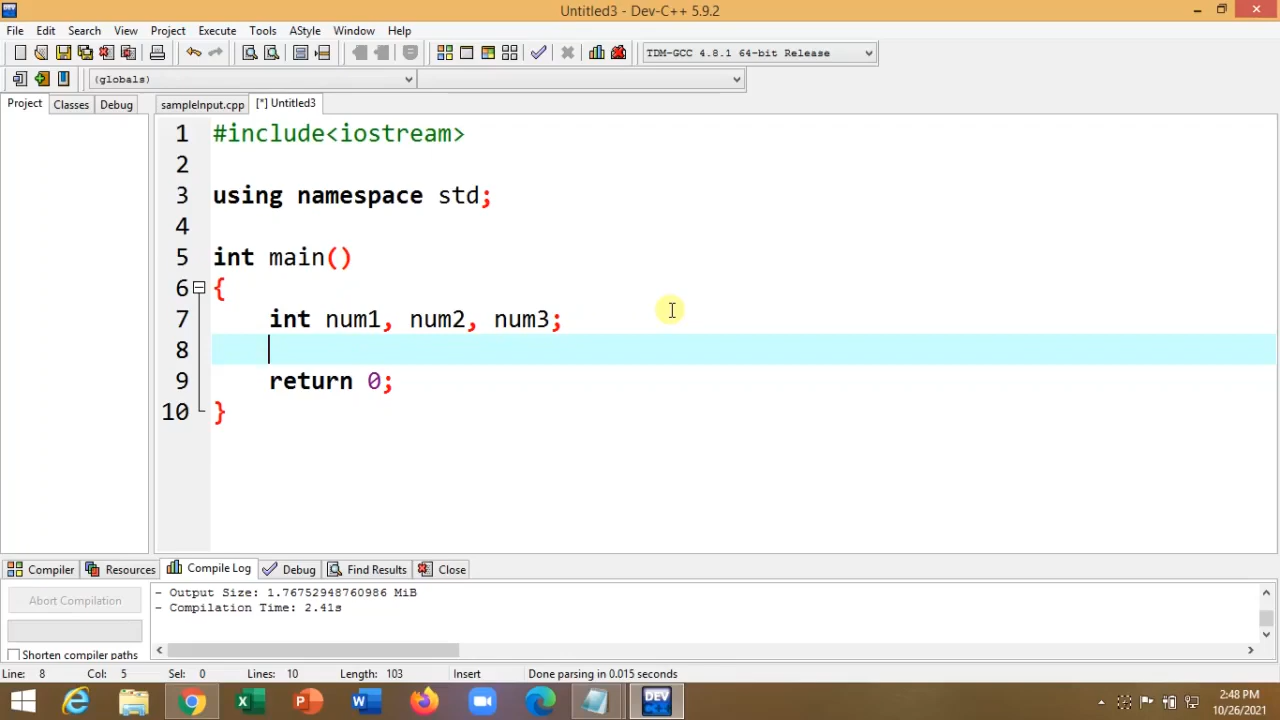 Untitled3 - Dev-C++ 5.9.2
File Edit Search View Project Execute Tools AStyle Window Help
TDM-GCC 4.8.1 64-bit Release
(globals)
Project Classes Debug sampleInput.cpp [*] Untitled3
1 #include<iostream>
2
3 using namespace std;
4
5 int main()
6 {
7 int num1, num2, num3;
8
9 return 0;
10 }
Compiler Resources Compile Log Debug Find Results Close
Abort Compilation
- Output Size: 1.76752948760986 MiB
- Compilation Time: 2.41s
Shorten compiler paths
Line: 8 Col: 5 Sel: 0 Lines: 10 Length: 103 Insert Done parsing in 0.015 seconds
DEV
2:48 PM
10/26/2021